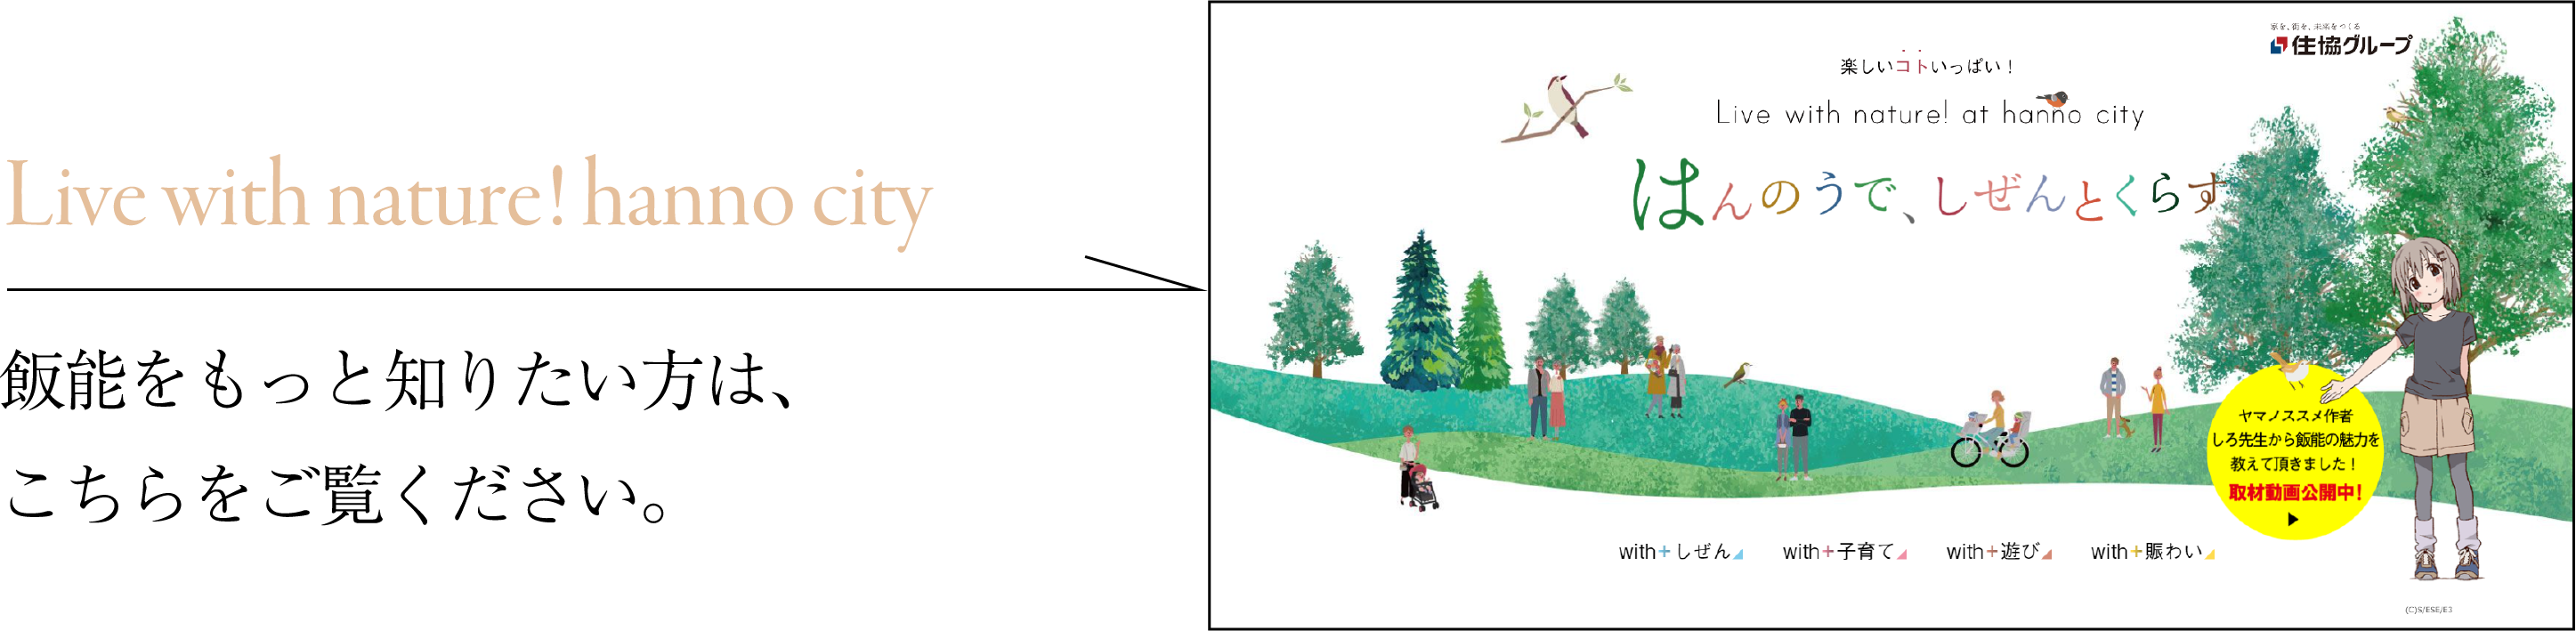 Live with nature! hanno city
飯能をもっと知りたい方は、
こちらをご覧ください。
家を、街を、未来をつくる
住協グループ
楽しいコトいっぱい！
Live with nature! at hanno city
はんのうで、しぜんとくらす
ヤマノススメ作者
しろ先生から飯能の魅力を
教えて頂きました！
取材動画公開中!
with+しぜん
with+子育て
with+遊び
with+賑わい
(C)S/ESE/E3